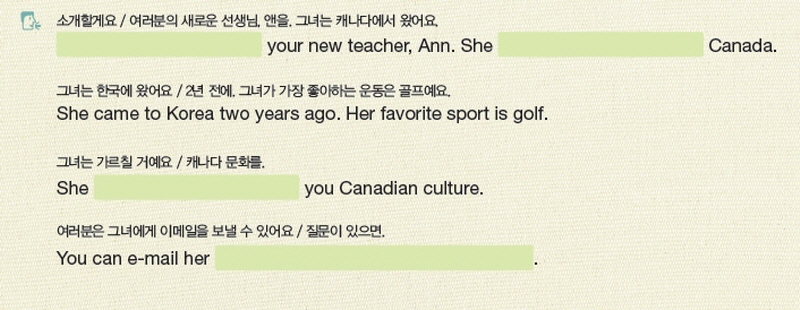 소개할게요 / 여러분의 새로운 선생님, 앤을. 그녀는 캐나다에서 왔어요.
your new teacher, Ann. She Canada.
그녀는 한국에 왔어요 / 2년 전에. 그녀가 가장 좋아하는 운동은 골프예요.
She came to Korea two years ago. Her favorite sport is golf.
그녀는 가르칠 거예요 / 캐나다 문화를.
She you Canadian culture.
여러분은 그녀에게 이메일을 보낼 수 있어요 / 질문이 있으면.
You can e-mail her .